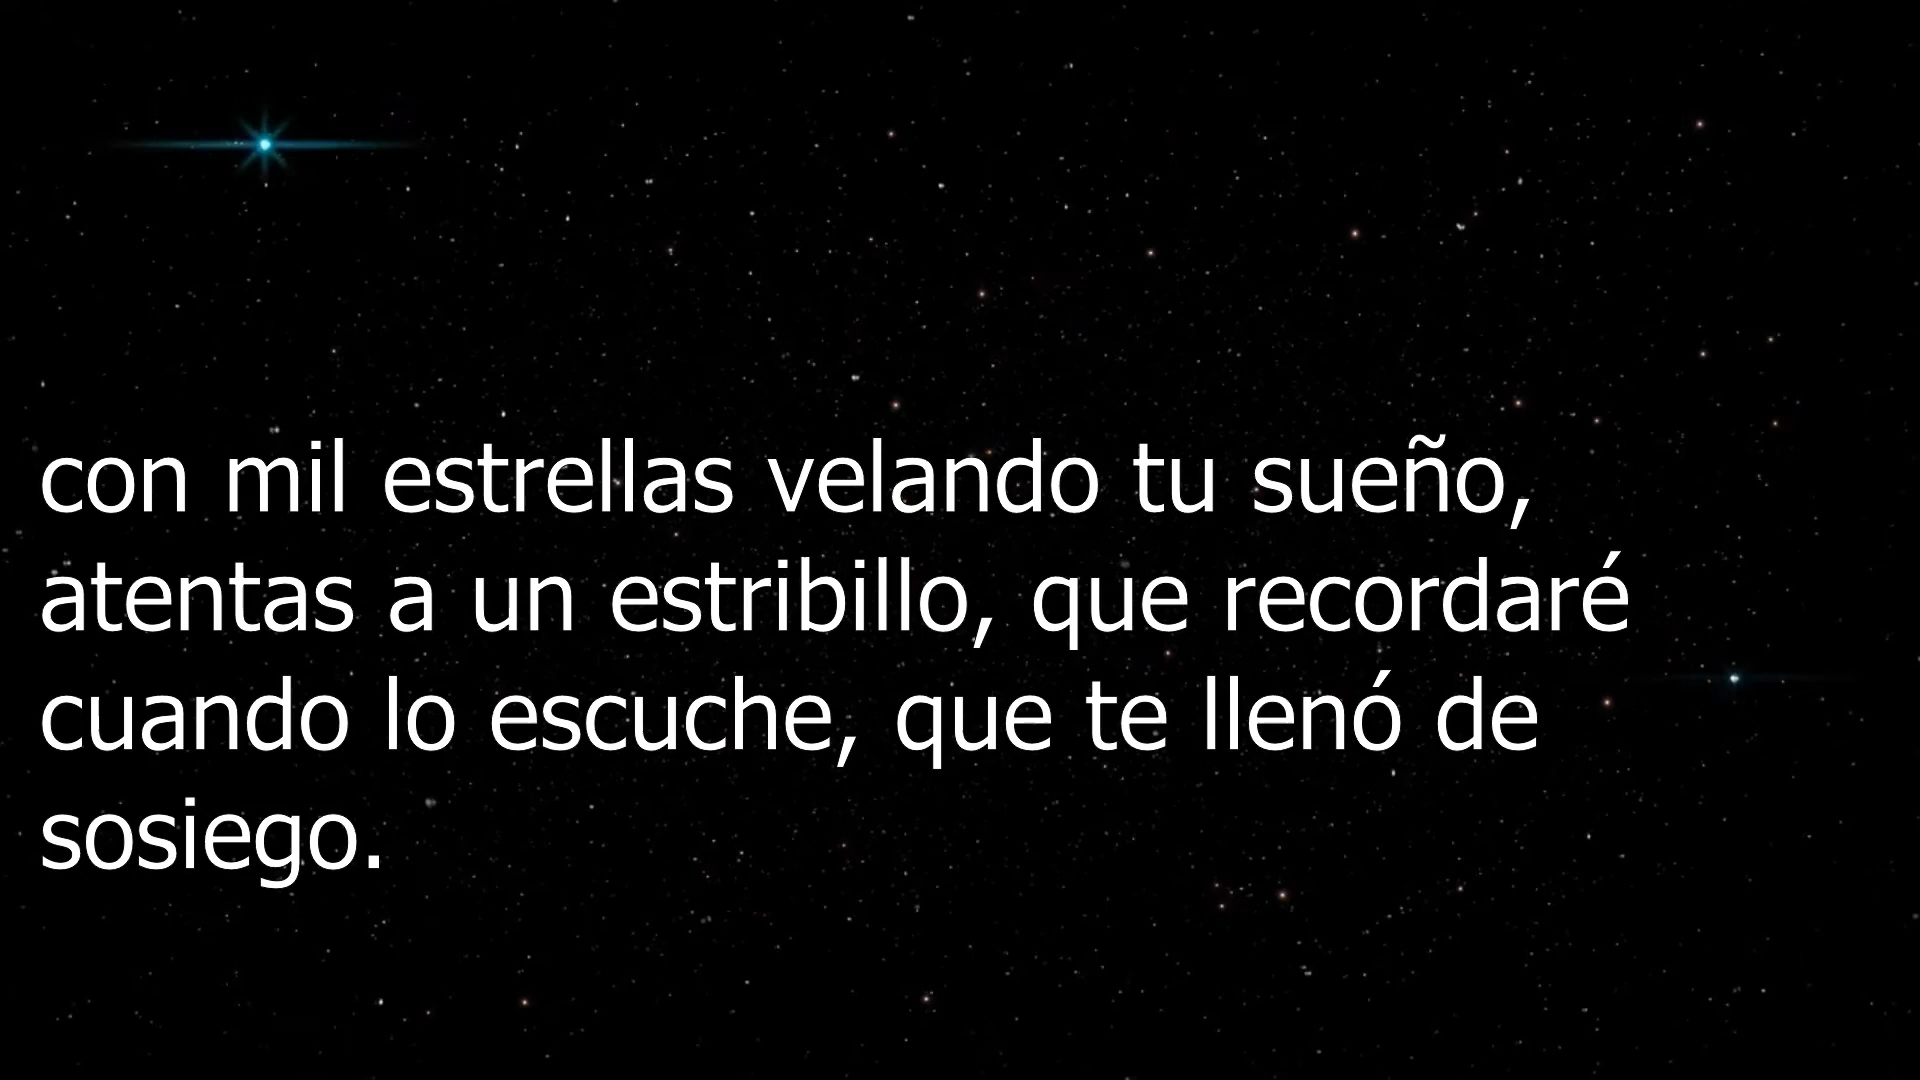 con mil estrellas velando tu sueño,
atentas a un estribillo, que recordaré
cuando lo escuche, que te llenó de
sosiego.